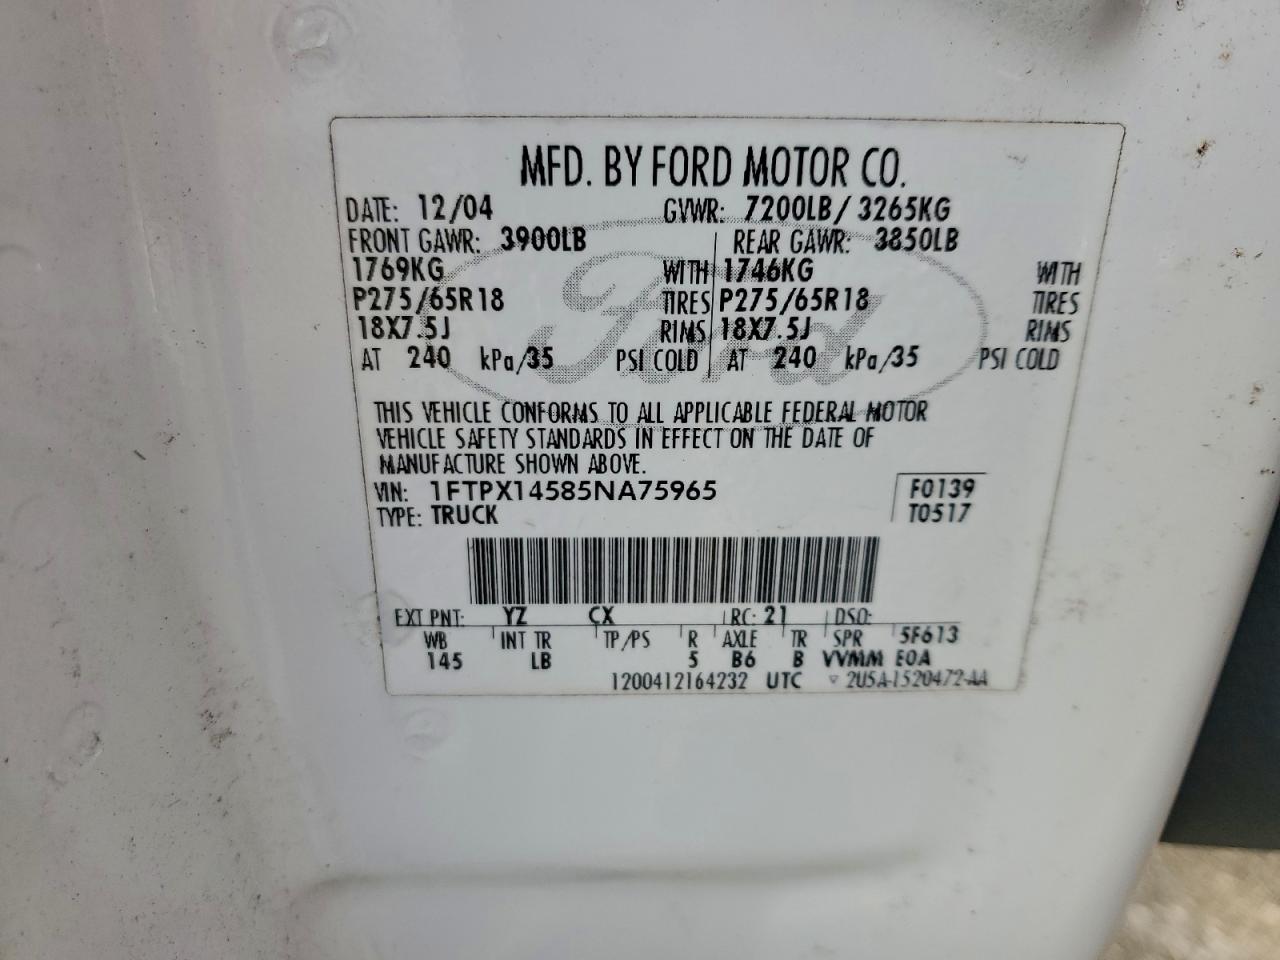 MFD. BY FORD MOTOR CO.
DATE: 12/04 GVWR: 7200LB/ 3265KG
FRONT GAWR: 3900LB REAR GAWR: 3850LB
1769KG WITH 1746KG WITH
P275/65R18 TIRES P275/65R18 TIRES
18X7.5J RIMS 18X7.5J RIMS
AT 240 kPa/35 PSI COLD AT 240 kPa/35 PSI COLD
Ford
THIS VEHICLE CONFORMS TO ALL APPLICABLE FEDERAL MOTOR
VEHICLE SAFETY STANDARDS IN EFFECT ON THE DATE OF
MANUFACTURE SHOWN ABOVE.
VIN: 1FTPX14585NA75965 F0139
TYPE: TRUCK T0517
EXT PNT: YZ CX RC: 21 DSO:
WB INT TR TP/PS R AXLE TR SPR 5F613
145 LB 5 B6 B VVMM E0A
1200412164232 UTC ▽ 2U5A-1520472-AA